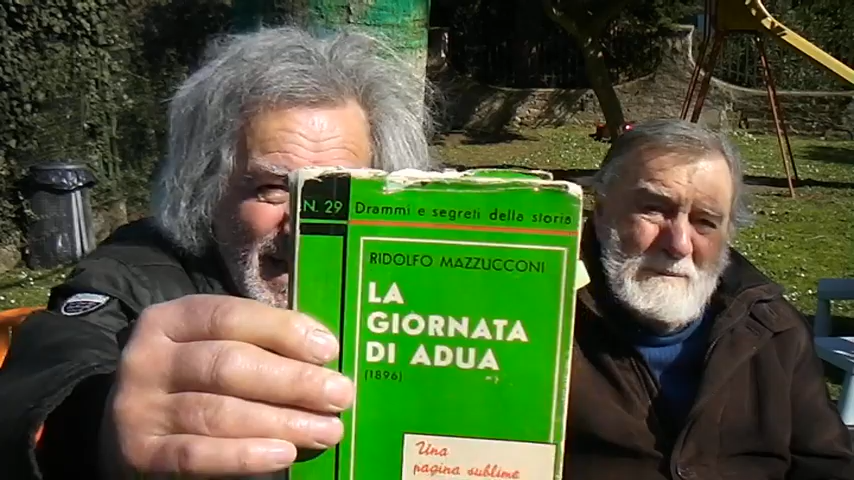 N. 29
Drammi e segreti della storia
RIDOLFO MAZZUCCONI
LA
GIORNATA
DI ADUA
(1896)
Una
pagina sublime